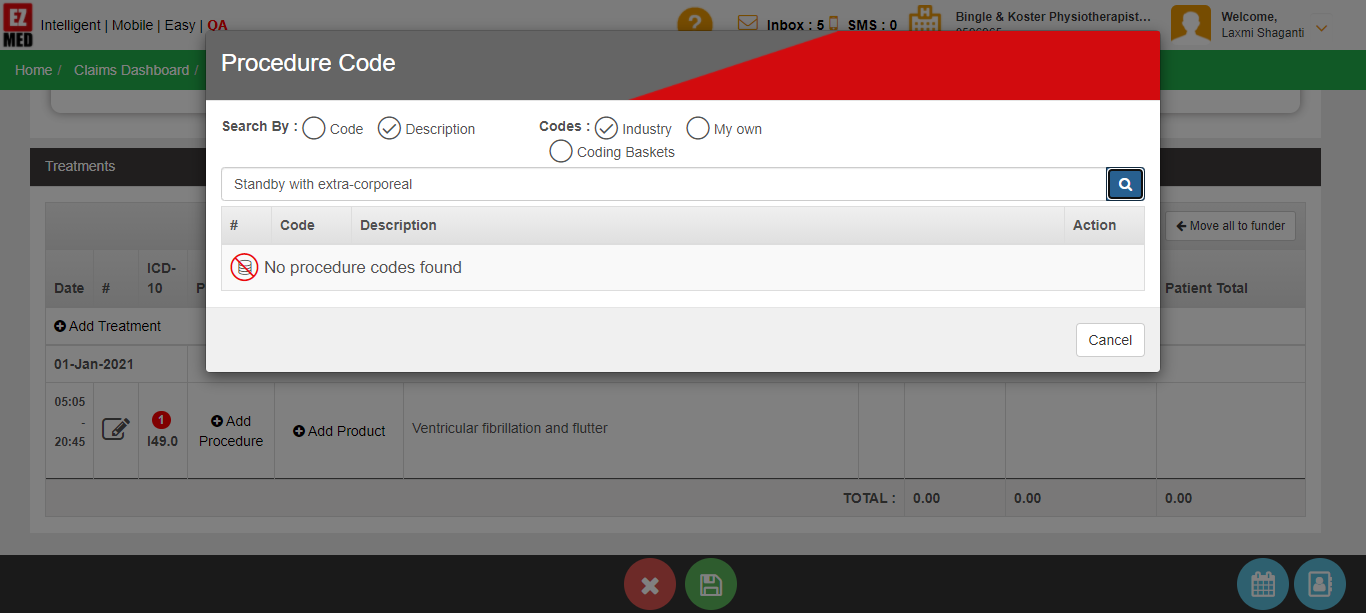 EZ
MED
Intelligent | Mobile | Easy | QA
?
Inbox : 5
SMS : 0
H
Bingle & Koster Physiotherapist...
Welcome,
Laxmi Shaganti
Home / Claims Dashboard /
Procedure Code
Search By : Code Description
Codes : Industry My own
Coding Baskets
Standby with extra-corporeal
# Code Description Action
No procedure codes found
Cancel
Treatments
Move all to funder
Date # ICD-10 P
Patient Total
Add Treatment
01-Jan-2021
05:05
-
20:45
1
I49.0
Add
Procedure
Add Product
Ventricular fibrillation and flutter
TOTAL : 0.00 0.00 0.00